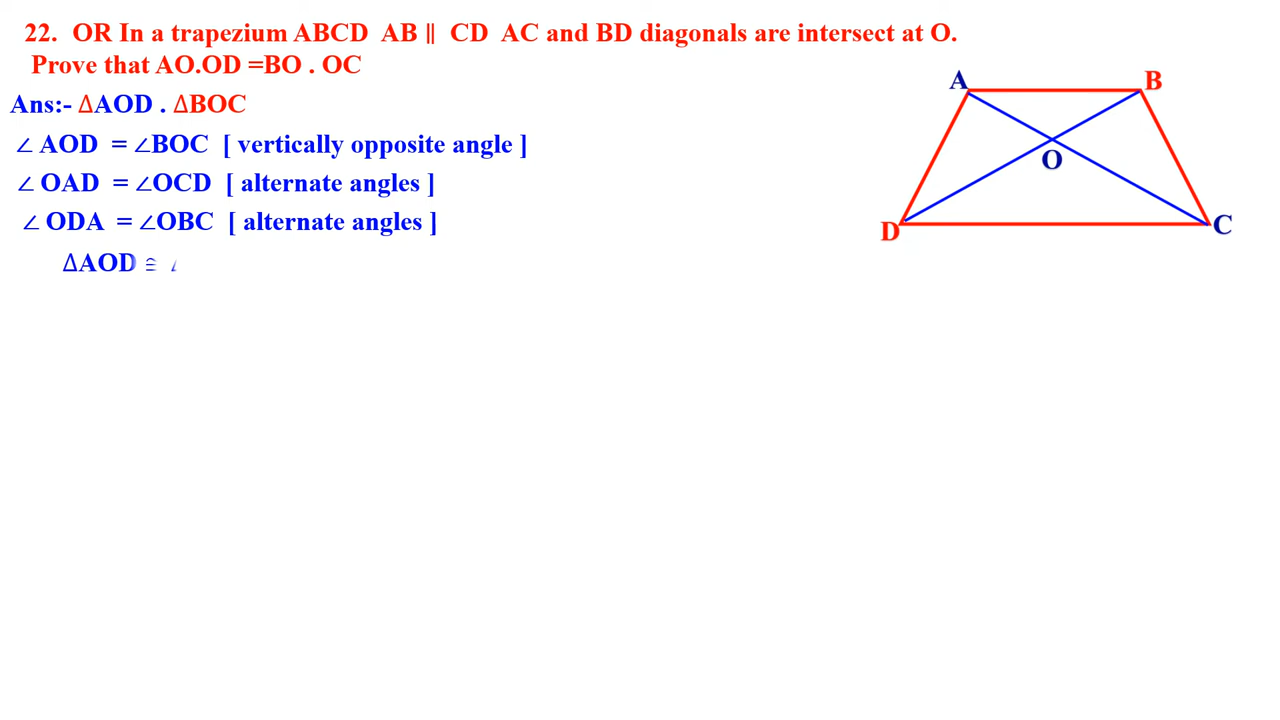 22. OR In a trapezium ABCD AB || CD AC and BD diagonals are intersect at O.
Prove that AO.OD =BO . OC
Ans:- ΔAOD . ΔBOC
∠ AOD = ∠BOC [ vertically opposite angle ]
∠ OAD = ∠OCD [ alternate angles ]
∠ ODA = ∠OBC [ alternate angles ]
ΔAOD ≅
A
B
O
D
C